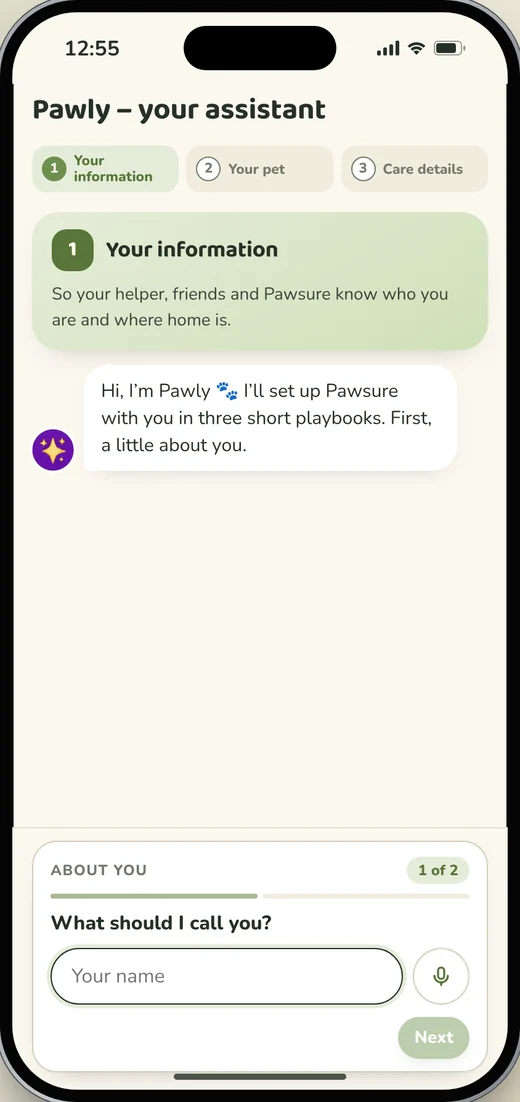 12:55
Pawly – your assistant
1 Your
information
2 Your pet
3 Care details
1 Your information
So your helper, friends and Pawsure know who you
are and where home is.
Hi, I’m Pawly 🐾 I’ll set up Pawsure
with you in three short playbooks. First,
a little about you.
ABOUT YOU
1 of 2
What should I call you?
Your name
Next